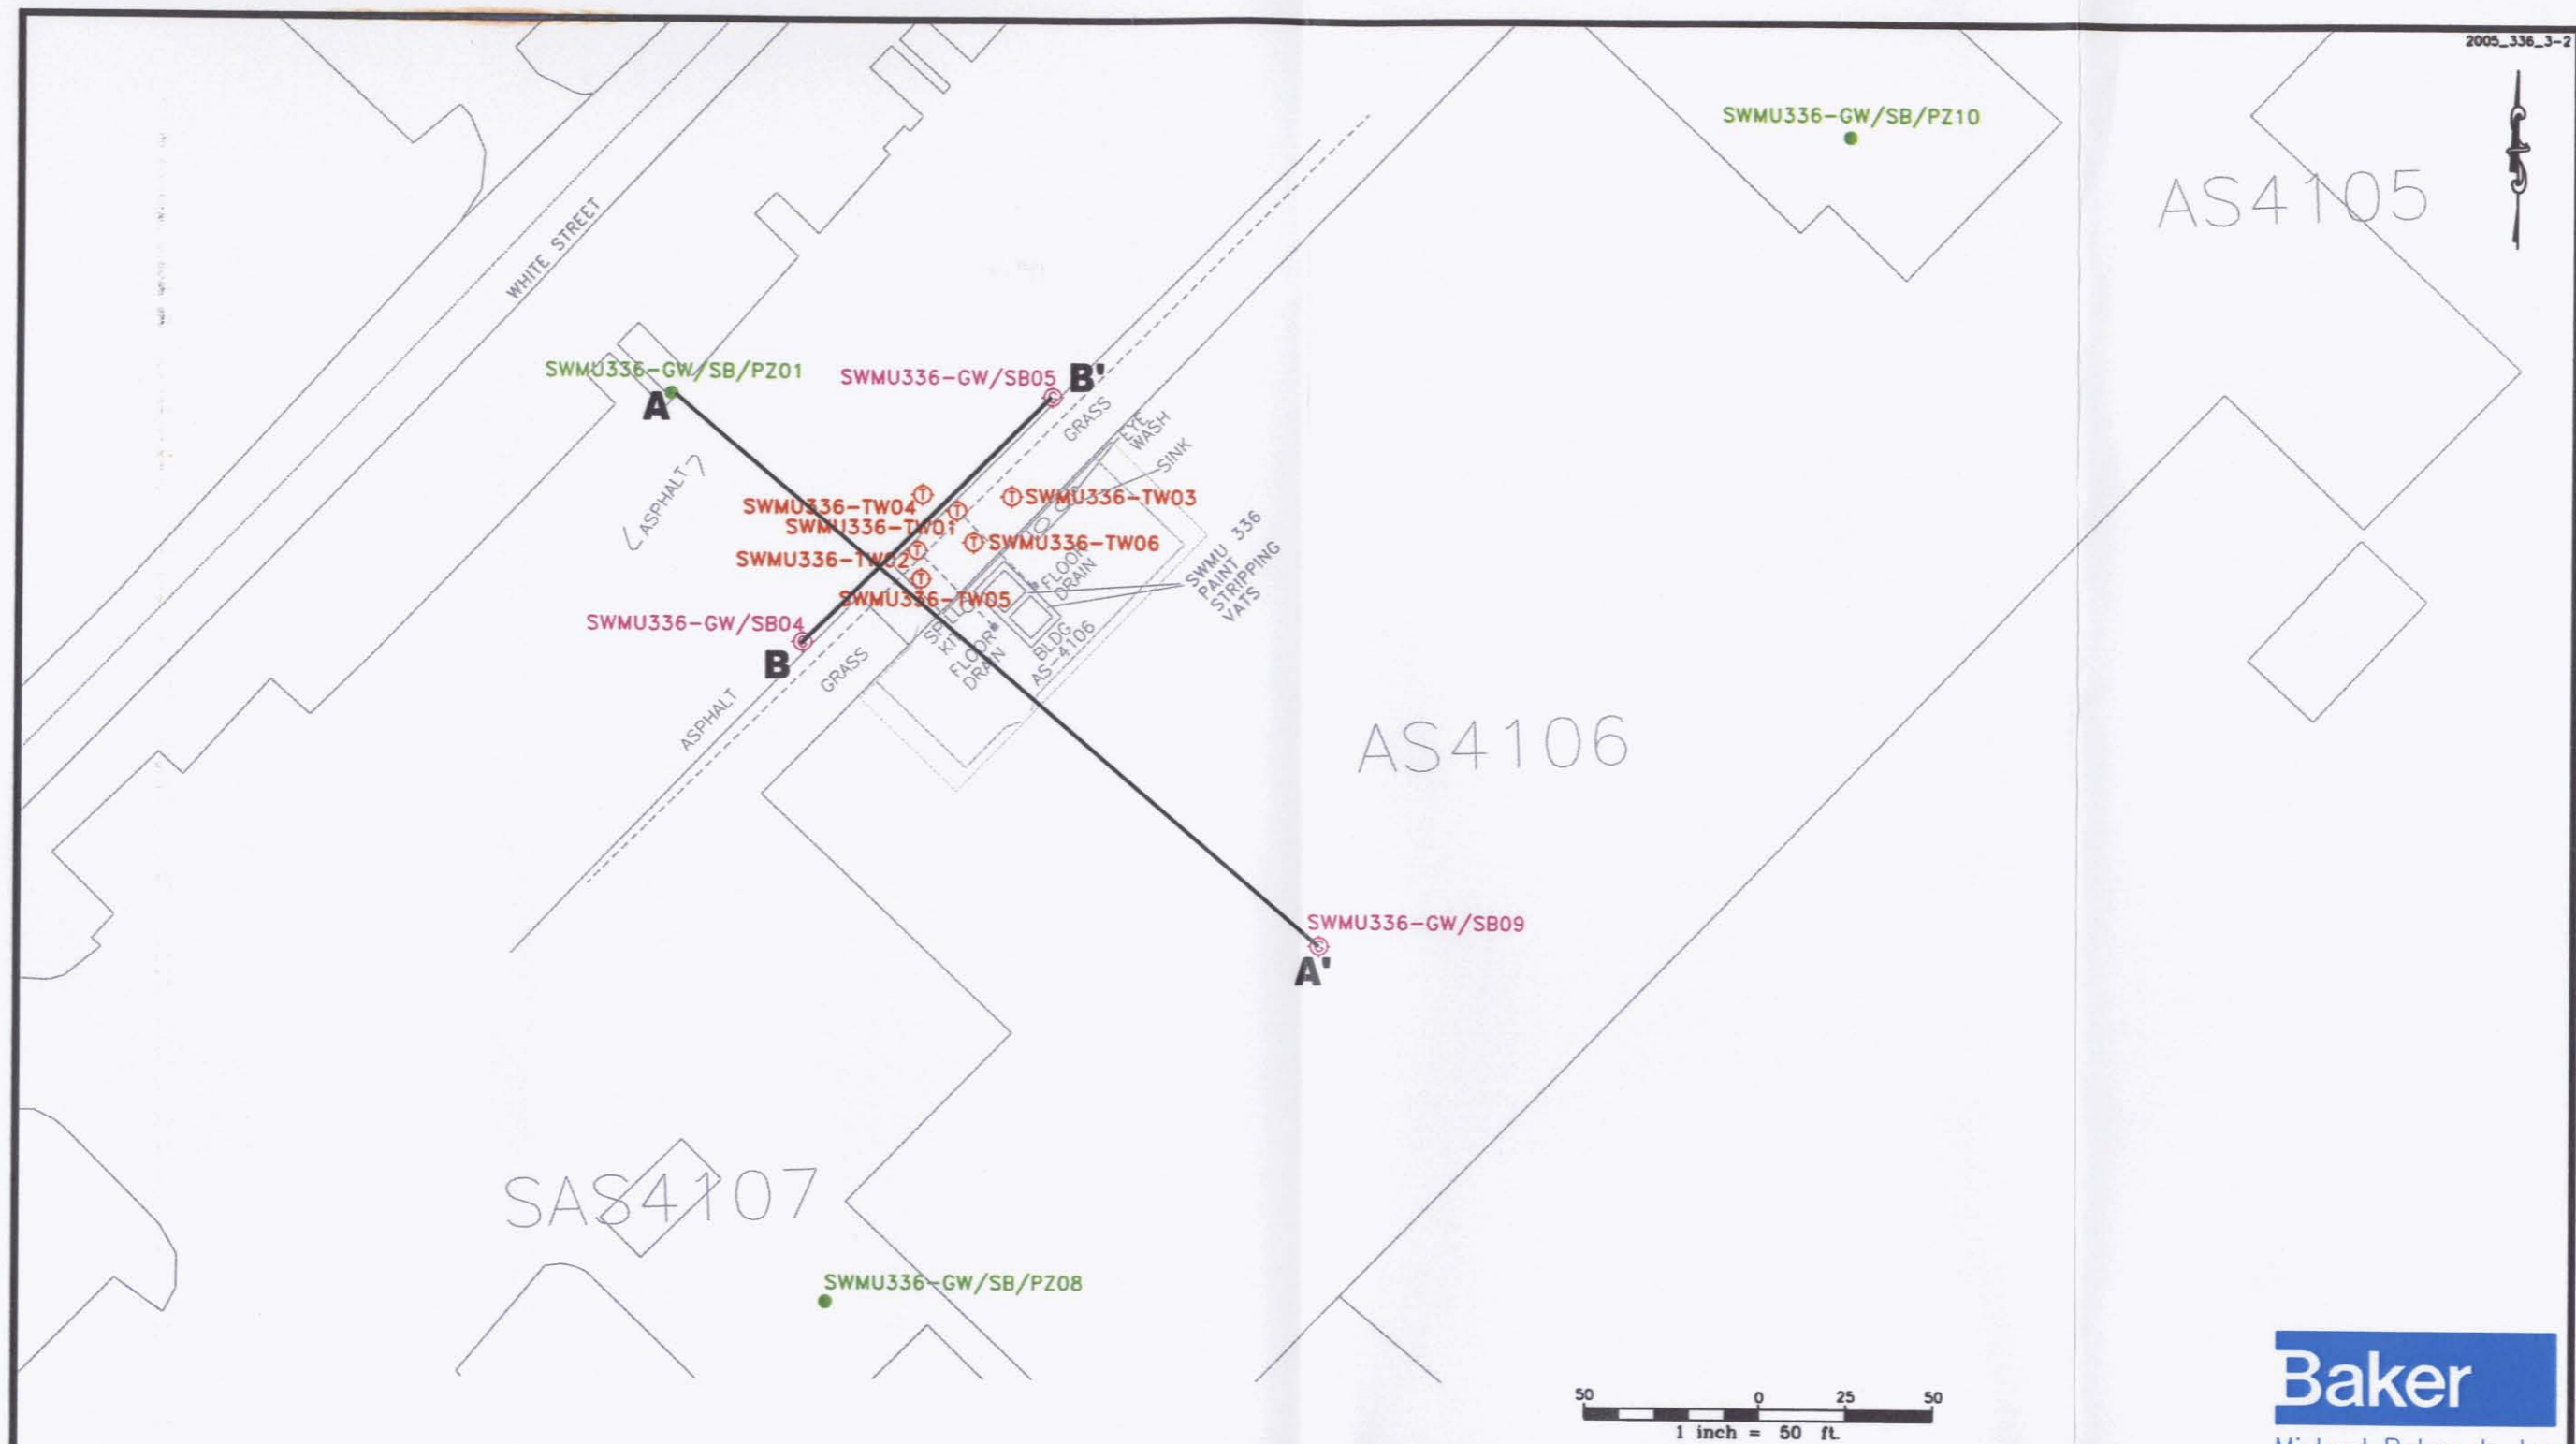 2005_336_3-2
SWMU336-GW/SB/PZ10
AS4105
WHITE STREET
SWMU336-GW/SB/PZ01
A
SWMU336-GW/SB05
B'
GRASS
EYE
WASH
SINK
ASPHALT
SWMU336-TW04
SWMU336-TW03
SWMU336-TW01
SWMU336-TW06
SWMU336-TW02
SWMU336-TW05
FLOOR
DRAIN
SWMU 336
PAINT
STRIPPING
VATS
SWMU336-GW/SB04
B
SPILL
KIT
FLOOR
DRAIN
BLDG
AS-4106
GRASS
ASPHALT
AS4106
SWMU336-GW/SB09
A'
SAS4107
SWMU336-GW/SB/PZ08
50 0 25 50
1 inch = 50 ft.
Baker